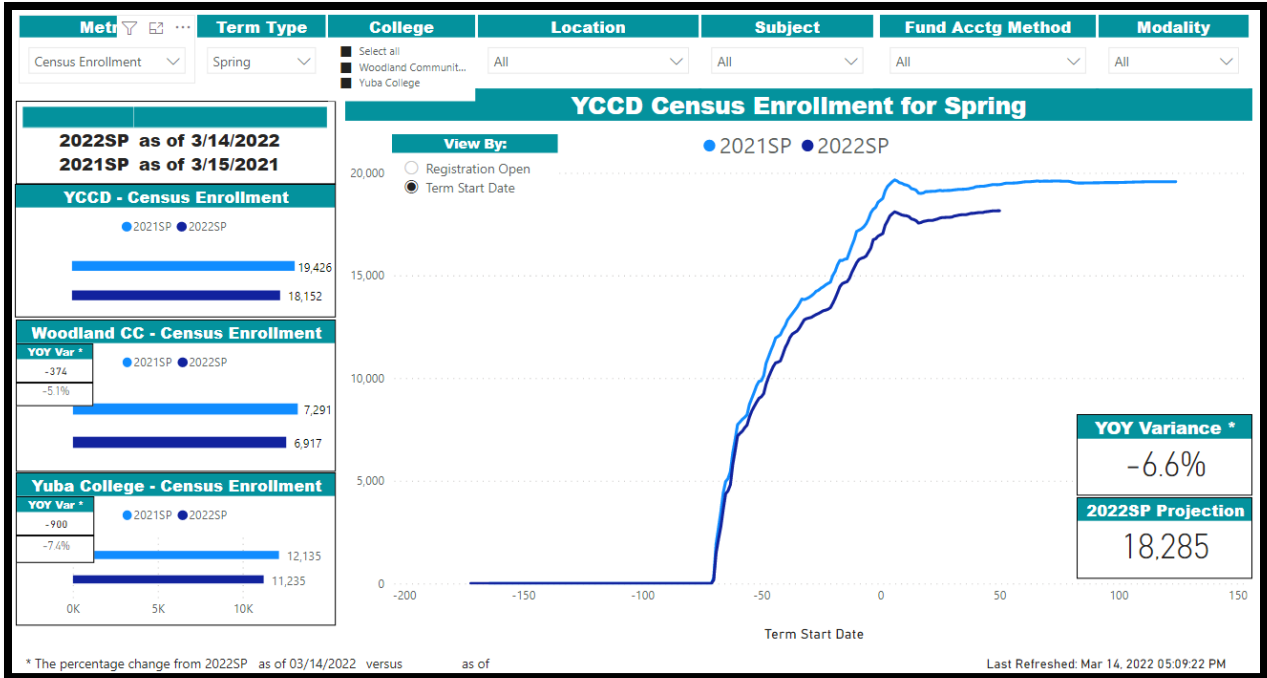 Metr
Term Type
College
Location
Subject
Fund Acctg Method
Modality
Census Enrollment
Spring
Select all
Woodland Communit...
Yuba College
All
All
All
All
YCCD Census Enrollment for Spring
2022SP as of 3/14/2022
2021SP as of 3/15/2021
View By:
Registration Open
Term Start Date
2021SP 2022SP
YCCD - Census Enrollment
2021SP 2022SP
19,426
18,152
Woodland CC - Census Enrollment
YOY Var *
-374
-5.1%
2021SP 2022SP
7,291
6,917
Yuba College - Census Enrollment
YOY Var *
-900
-7.4%
2021SP 2022SP
12,135
11,235
0K 5K 10K
20,000
15,000
10,000
5,000
0
-200 -150 -100 -50 0 50 100 150
Term Start Date
YOY Variance *
-6.6%
2022SP Projection
18,285
* The percentage change from 2022SP as of 03/14/2022 versus as of
Last Refreshed: Mar 14, 2022 05:09:22 PM